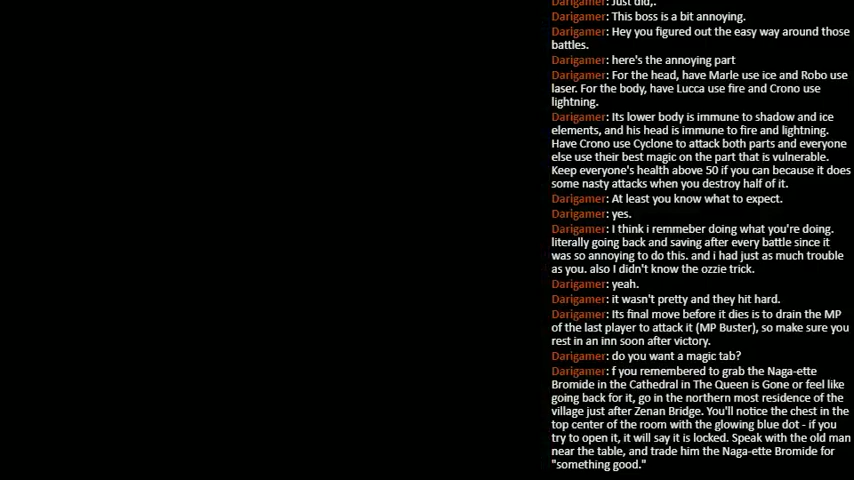 Darigamer: Just did,.
Darigamer: This boss is a bit annoying.
Darigamer: Hey you figured out the easy way around those
battles.
Darigamer: here's the annoying part
Darigamer: For the head, have Marle use ice and Robo use
laser. For the body, have Lucca use fire and Crono use
lightning.
Darigamer: Its lower body is immune to shadow and ice
elements, and his head is immune to fire and lightning.
Have Crono use Cyclone to attack both parts and everyone
else use their best magic on the part that is vulnerable.
Keep everyone's health above 50 if you can because it does
some nasty attacks when you destroy half of it.
Darigamer: At least you know what to expect.
Darigamer: yes.
Darigamer: I think i remmeber doing what you're doing.
literally going back and saving after every battle since it
was so annoying to do this. and i had just as much trouble
as you. also I didn't know the ozzie trick.
Darigamer: yeah.
Darigamer: it wasn't pretty and they hit hard.
Darigamer: Its final move before it dies is to drain the MP
of the last player to attack it (MP Buster), so make sure you
rest in an inn soon after victory.
Darigamer: do you want a magic tab?
Darigamer: f you remembered to grab the Naga-ette
Bromide in the Cathedral in The Queen is Gone or feel like
going back for it, go in the northern most residence of the
village just after Zenan Bridge. You'll notice the chest in the
top center of the room with the glowing blue dot - if you
try to open it, it will say it is locked. Speak with the old man
near the table, and trade him the Naga-ette Bromide for
"something good."